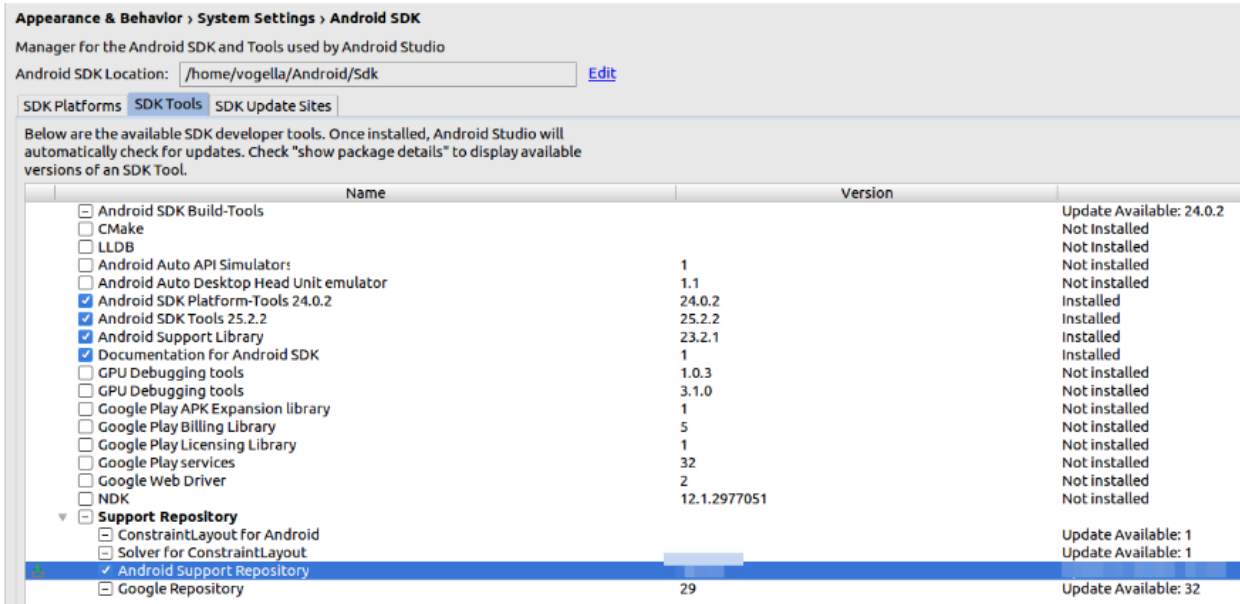 Appearance & Behavior › System Settings › Android SDK
Manager for the Android SDK and Tools used by Android Studio
Android SDK Location: /home/vogella/Android/Sdk Edit
SDK Platforms SDK Tools SDK Update Sites
Below are the available SDK developer tools. Once installed, Android Studio will
automatically check for updates. Check "show package details" to display available
versions of an SDK Tool.
Name Version
Android SDK Build-Tools Update Available: 24.0.2
CMake Not Installed
LLDB Not Installed
Android Auto API Simulators 1 Not installed
Android Auto Desktop Head Unit emulator 1.1 Not installed
Android SDK Platform-Tools 24.0.2 24.0.2 Installed
Android SDK Tools 25.2.2 25.2.2 Installed
Android Support Library 23.2.1 Installed
Documentation for Android SDK 1 Installed
GPU Debugging tools 1.0.3 Not installed
GPU Debugging tools 3.1.0 Not installed
Google Play APK Expansion library 1 Not installed
Google Play Billing Library 5 Not installed
Google Play Licensing Library 1 Not installed
Google Play services 32 Not installed
Google Web Driver 2 Not installed
NDK 12.1.2977051 Not installed
Support Repository
ConstraintLayout for Android Update Available: 1
Solver for ConstraintLayout Update Available: 1
Android Support Repository
Google Repository 29 Update Available: 32